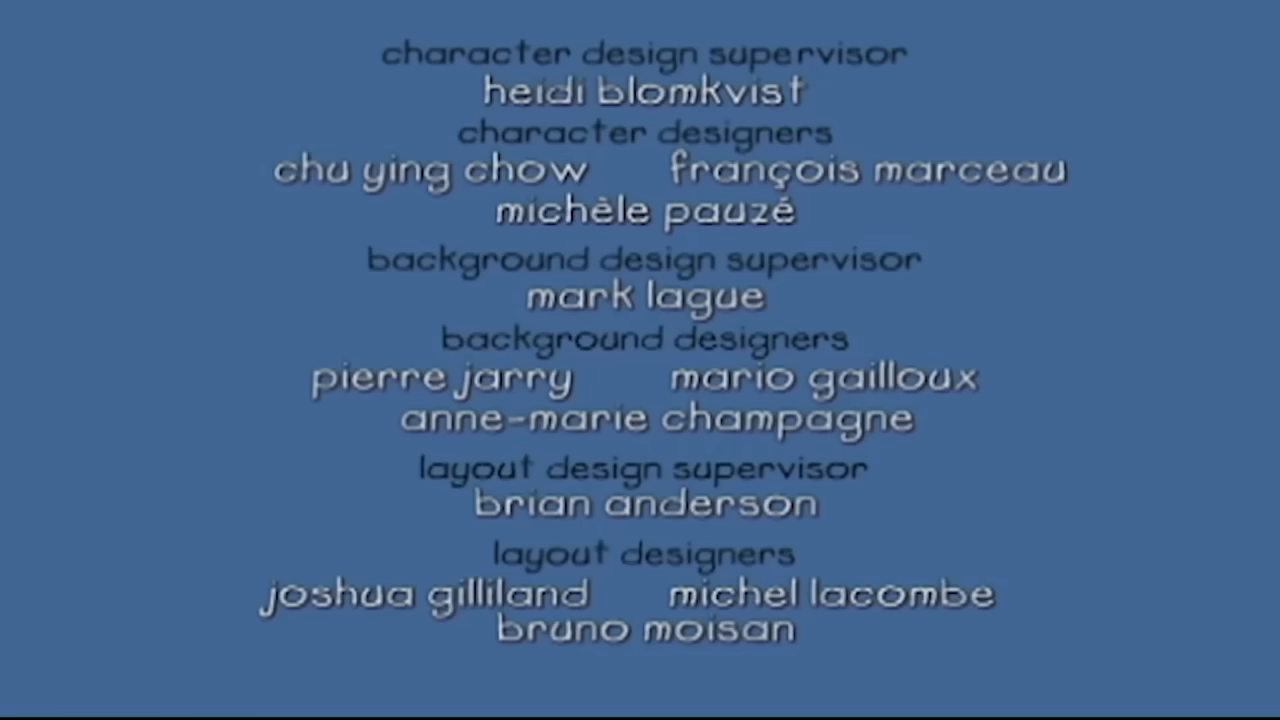 character design supervisor
heidi blomkvist
character designers
chu ying chow françois marceau
michèle pauzé
background design supervisor
mark lague
background designers
pierre jarry mario gailloux
anne-marie champagne
layout design supervisor
brian anderson
layout designers
joshua gilliland michel lacombe
bruno moisan